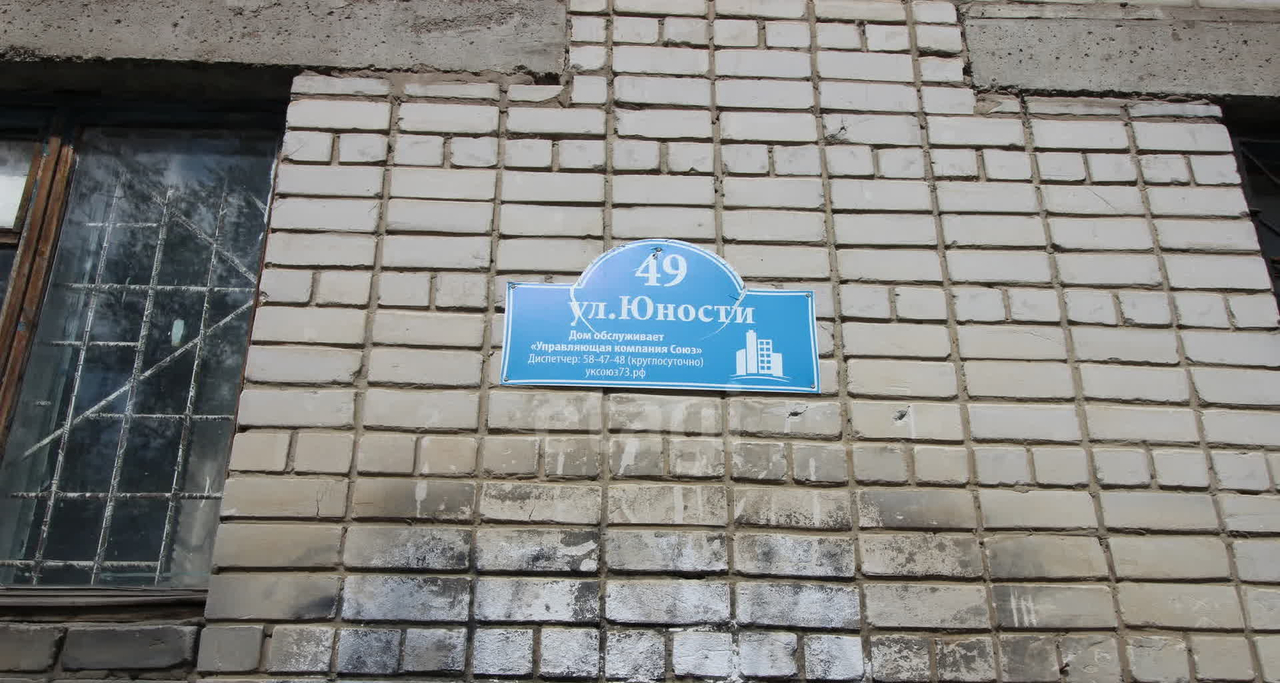 49
ул.Юности
Дом обслуживает
«Управляющая компания Союз»
Диспетчер: 58-47-48 (круглосуточно)
уксоюз73.рф